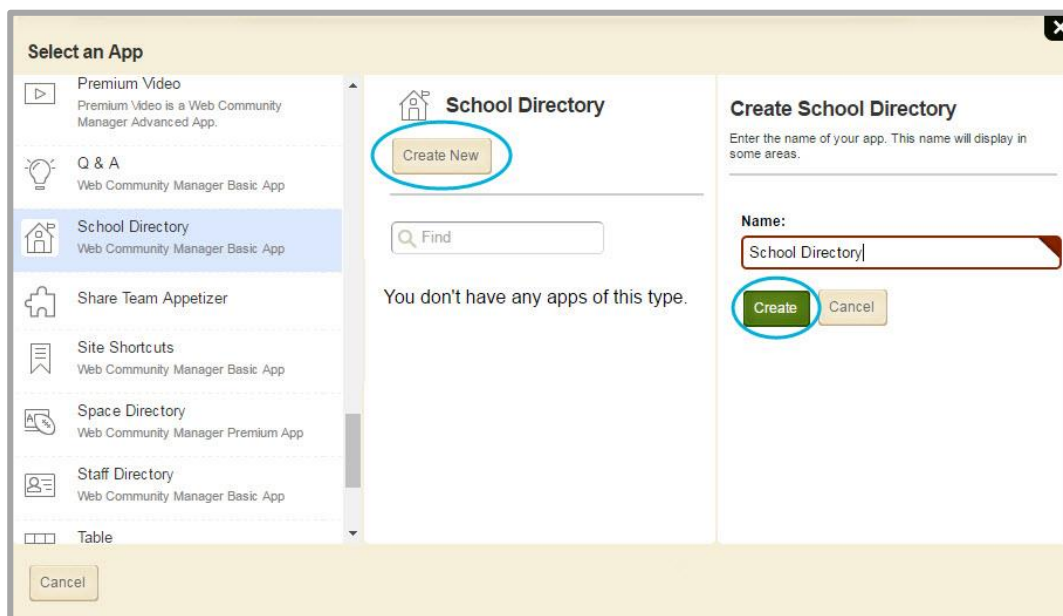 Select an App
Premium Video
Premium Video is a Web Community
Manager Advanced App.
Q & A
Web Community Manager Basic App
School Directory
Web Community Manager Basic App
Share Team Appetizer
Site Shortcuts
Web Community Manager Basic App
Space Directory
Web Community Manager Premium App
Staff Directory
Web Community Manager Basic App
Table
Cancel
School Directory
Create New
Find
You don't have any apps of this type.
Create School Directory
Enter the name of your app. This name will display in
some areas.
Name:
School Directory
Create Cancel